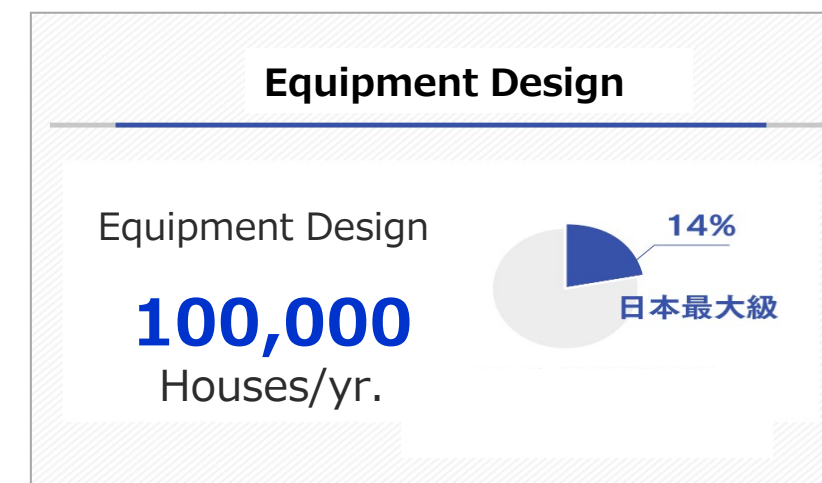 Equipment Design
Equipment Design
100,000
Houses/yr.
14%
日本最大級